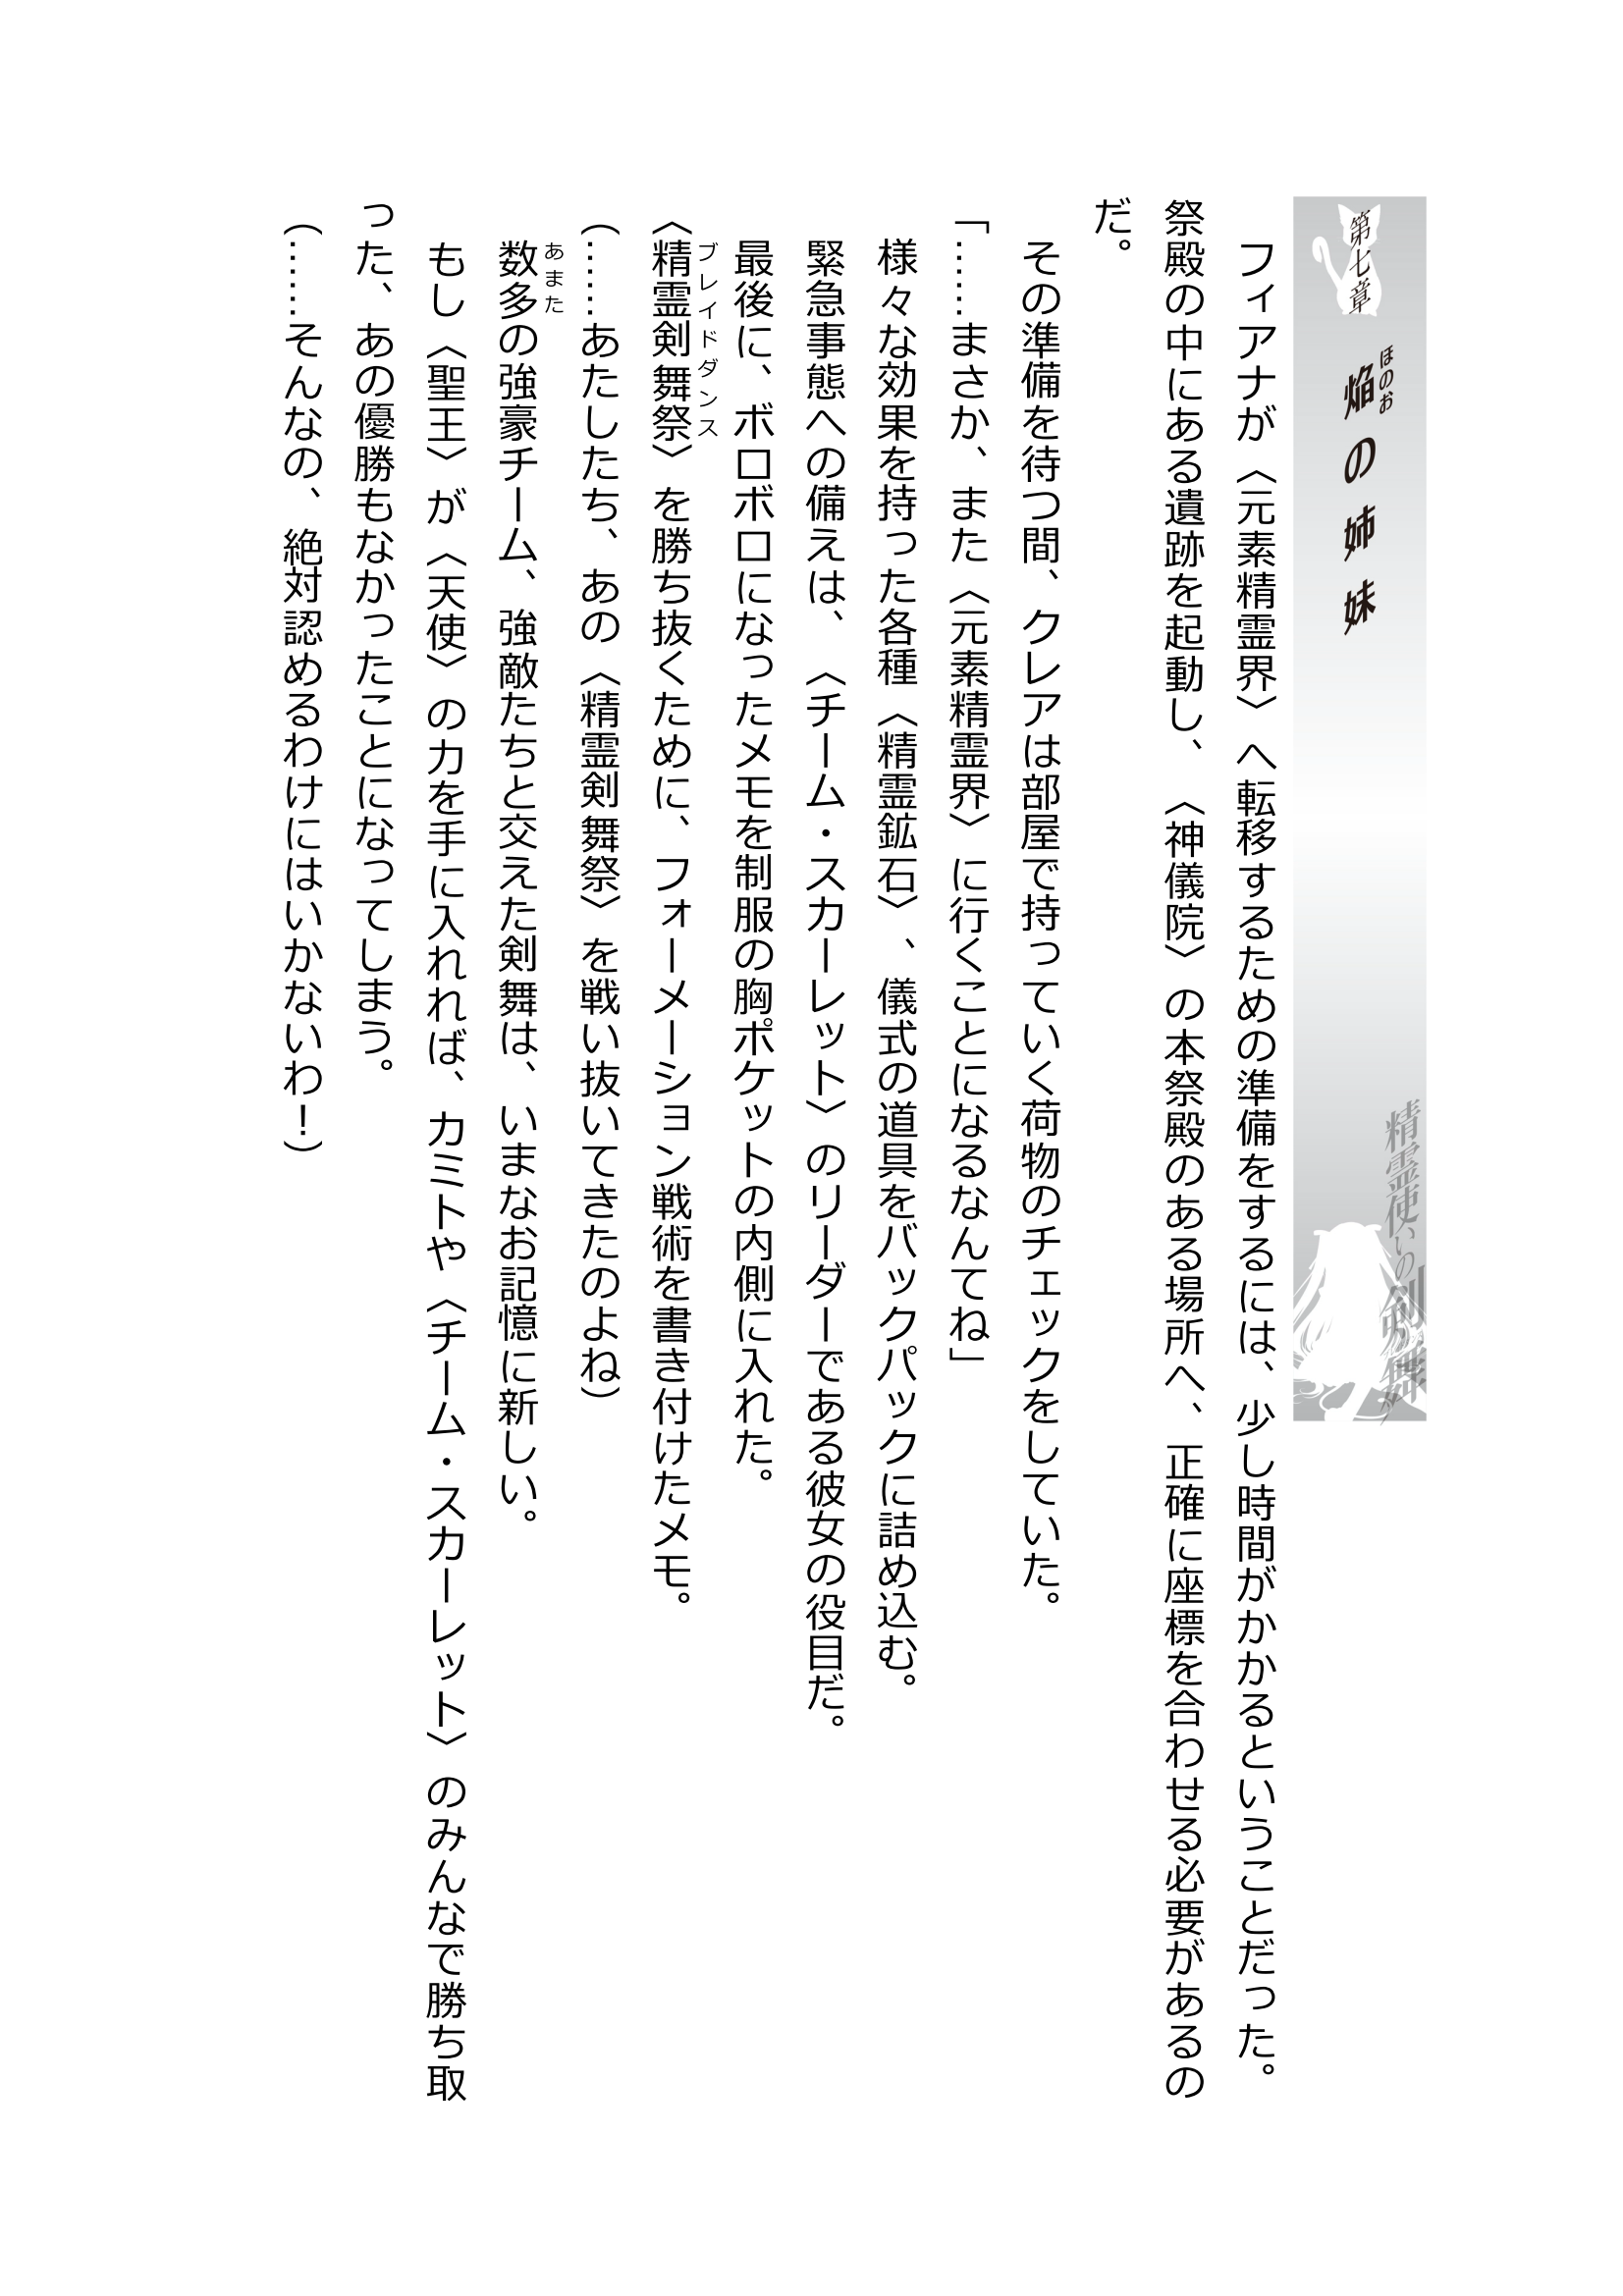 第七章
焔の姉妹
ほのお
精霊使いの剣舞
フィアナが〈元素精霊界〉へ転移するための準備をするには、少し時間がかかるということだった。
祭殿の中にある遺跡を起動し、〈神儀院〉の本祭殿のある場所へ、正確に座標を合わせる必要があるの
だ。
その準備を待つ間、クレアは部屋で持っていく荷物のチェックをしていた。
「……まさか、また〈元素精霊界〉に行くことになるなんてね」
様々な効果を持った各種〈精霊鉱石〉、儀式の道具をバックパックに詰め込む。
緊急事態への備えは、〈チーム・スカーレット〉のリーダーである彼女の役目だ。
最後に、ボロボロになったメモを制服の胸ポケットの内側に入れた。
ブレイドダンス
〈精霊剣舞祭〉を勝ち抜くために、フォーメーション戦術を書き付けたメモ。
（……あたしたち、あの〈精霊剣舞祭〉を戦い抜いてきたのよね）
あまた
数多の強豪チーム、強敵たちと交えた剣舞は、いまなお記憶に新しい。
もし〈聖王〉が〈天使〉の力を手に入れれば、カミトや〈チーム・スカーレット〉のみんなで勝ち取
った、あの優勝もなかったことになってしまう。
（……そんなの、絶対認めるわけにはいかないわ！）